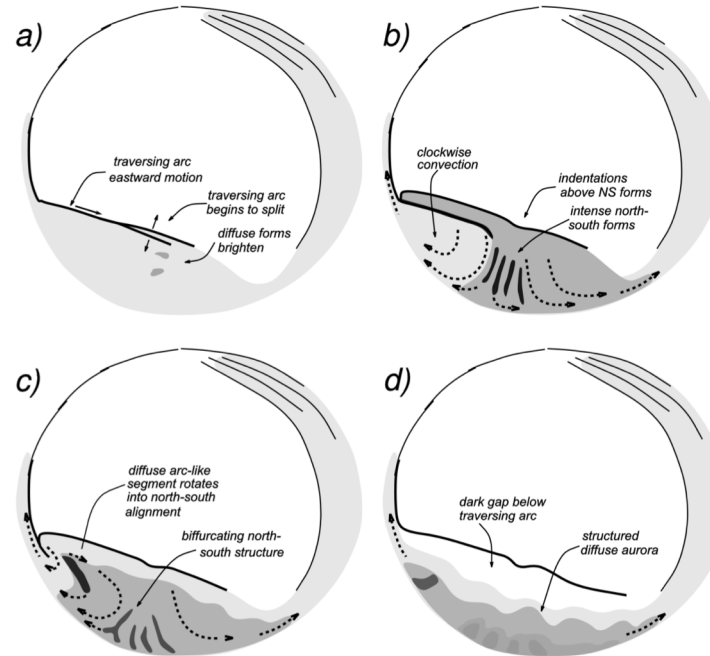 a)
traversing arc
eastward motion
traversing arc
begins to split
diffuse forms
brighten
b)
clockwise
convection
indentations
above NS forms
intense north-
south forms
c)
diffuse arc-like
segment rotates
into north-south
alignment
biffurcating north-
south structure
d)
dark gap below
traversing arc
structured
diffuse aurora